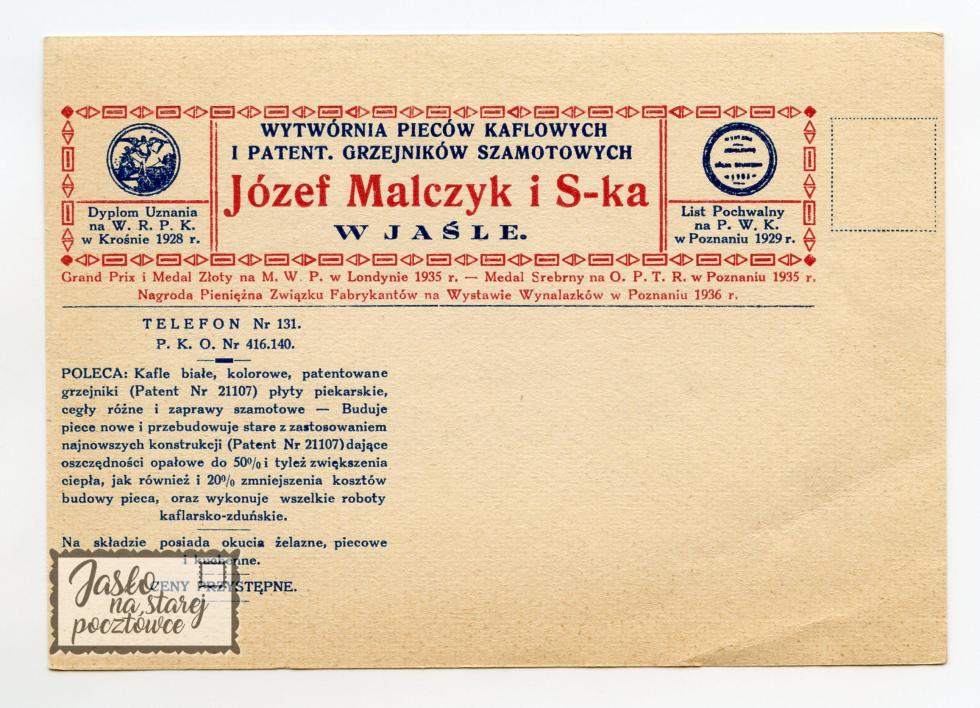 WYTWÓRNIA PIECÓW KAFLOWYCH
I PATENT. GRZEJNIKÓW SZAMOTOWYCH
Józef Malczyk i S-ka
W JAŚLE.
Dyplom Uznania
na W. R. P. K.
w Krośnie 1928 r.
List Pochwalny
na P. W. K.
w Poznaniu 1929 r.
Grand Prix i Medal Złoty na M. W. P. w Londynie 1935 r. — Medal Srebrny na O. P. T. R. w Poznaniu 1935 r.
Nagroda Pieniężna Związku Fabrykantów na Wystawie Wynalazków w Poznaniu 1936 r.
TELEFON Nr 131.
P. K. O. Nr 416.140.
POLECA: Kafle białe, kolorowe, patentowane
grzejniki (Patent Nr 21107) płyty piekarskie,
cegły różne i zaprawy szamotowe — Buduje
piece nowe i przebudowuje stare z zastosowaniem
najnowszych konstrukcji (Patent Nr 21107) dające
oszczędności opałowe do 50% i tyleż zwiększenia
ciepła, jak również i 20% zmniejszenia kosztów
budowy pieca, oraz wykonuje wszelkie roboty
kaflarsko-zduńskie.
Na składzie posiada okucia żelazne, piecowe
i kuchenne.
CENY PRZYSTĘPNE.
Jasło
na starej
pocztówce